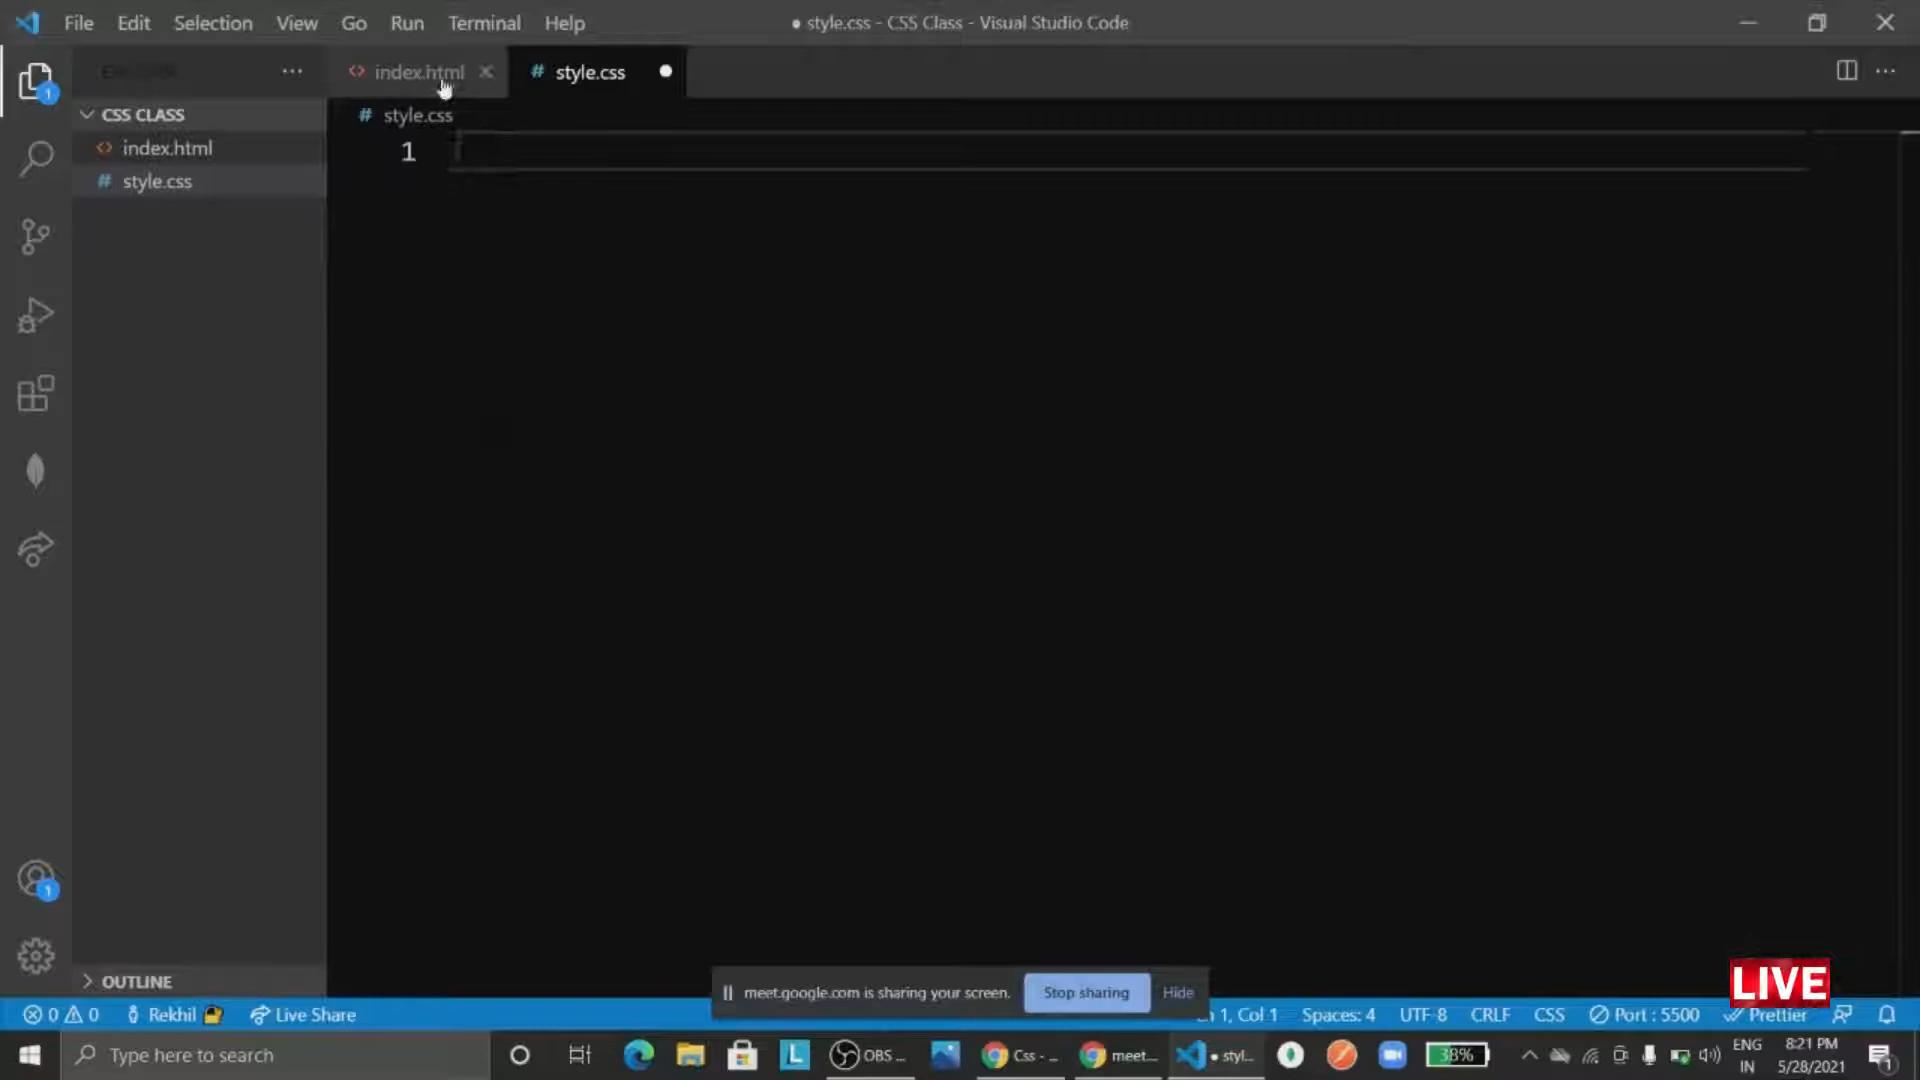 File Edit Selection View Go Run Terminal Help
● style.css - CSS Class - Visual Studio Code
index.html
# style.css
1
CSS CLASS
index.html
# style.css
# style.css
1
1
OUTLINE
meet.google.com is sharing your screen. Stop sharing Hide
LIVE
0 0 Rekhil Live Share
1, Col 1 Spaces: 4 UTF-8 CRLF CSS Port : 5500 Prettier
Type here to search
OBS ...
Css - ...
meet...
● styl...
38%
ENG
IN
8:21 PM
5/28/2021
1